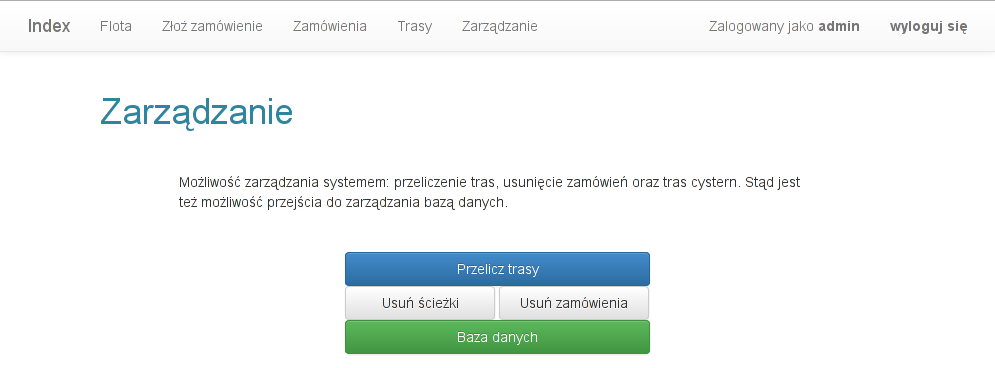 Index Flota Złoż zamówienie Zamówienia Trasy Zarządzanie Zalogowany jako admin wyloguj się
Zarządzanie
Możliwość zarządzania systemem: przeliczenie tras, usunięcie zamówień oraz tras cystern. Stąd jest
też możliwość przejścia do zarządzania bazą danych.
Przelicz trasy
Usuń ścieżki Usuń zamówienia
Baza danych